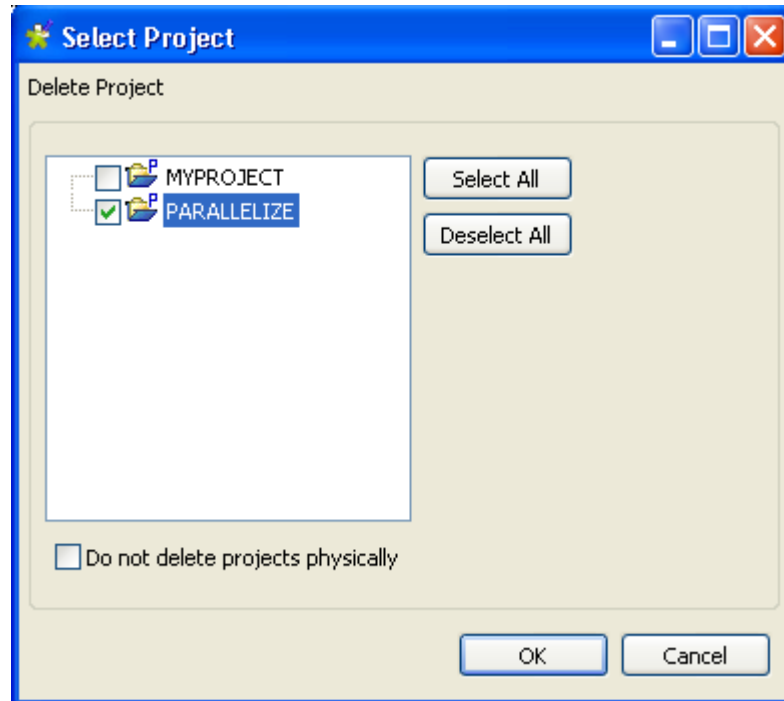 Select Project
Delete Project
MYPROJECT
Select All
PARALLELIZE
Deselect All
Do not delete projects physically
OK
Cancel